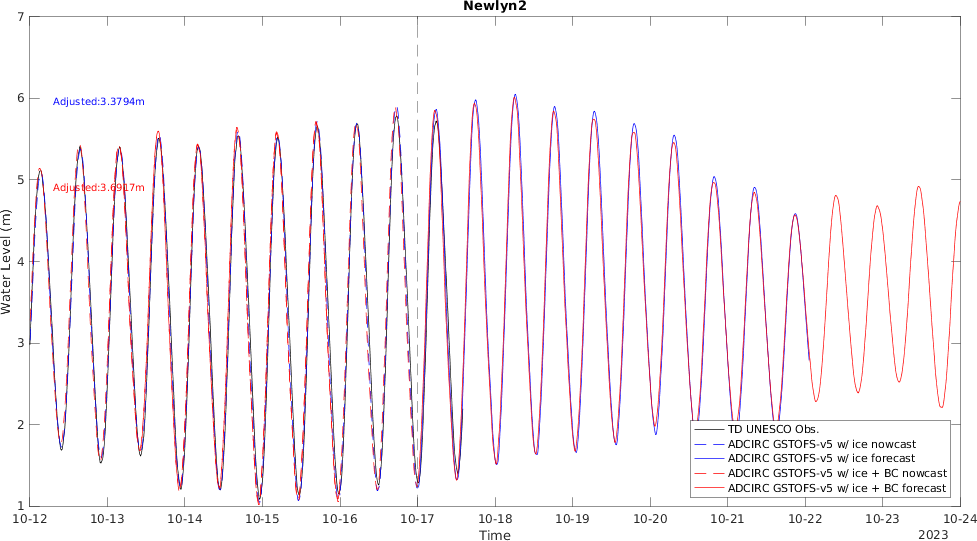 Newlyn2
7
6
5
4
3
2
1
Water Level (m)
Adjusted:3.3794m
Adjusted:3.6917m
TD UNESCO Obs.
ADCIRC GSTOFS-v5 w/ ice nowcast
ADCIRC GSTOFS-v5 w/ ice forecast
ADCIRC GSTOFS-v5 w/ ice + BC nowcast
ADCIRC GSTOFS-v5 w/ ice + BC forecast
10-12 10-13 10-14 10-15 10-16 10-17 10-18 10-19 10-20 10-21 10-22 10-23 10-24
Time
2023